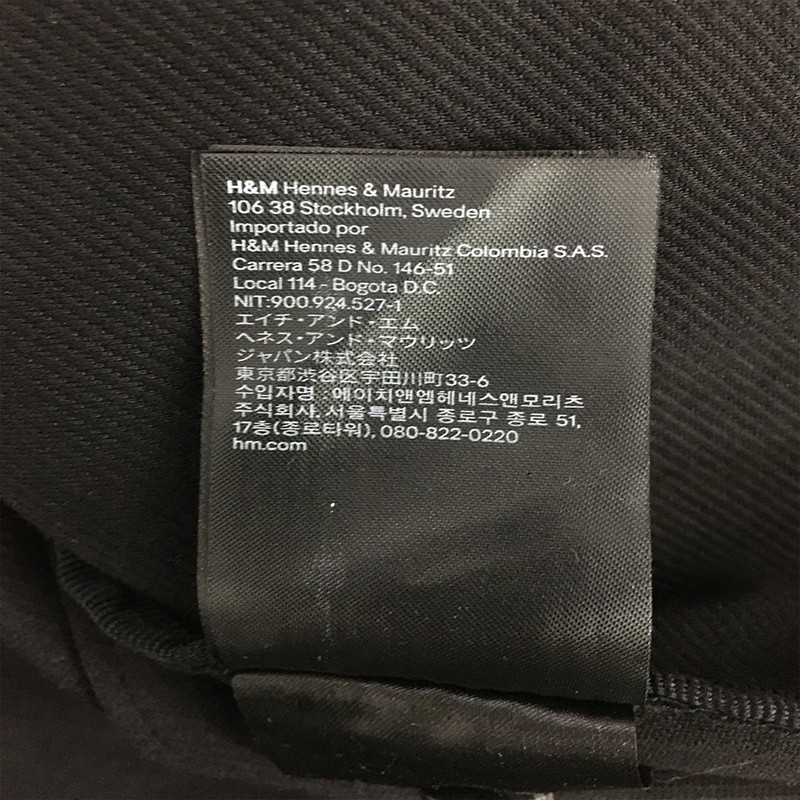 H&M Hennes & Mauritz
106 38 Stockholm, Sweden
Importado por
H&M Hennes & Mauritz Colombia S.A.S.
Carrera 58 D No. 146-51
Local 114 - Bogota D.C.
NIT:900.924.527-1
エイチ・アンド・エム
ヘネス・アンド・マウリッツ
ジャパン株式会社
東京都渋谷区宇田川町33-6
수입자명 : 에이치앤엠헤네스앤모리츠
주식회사, 서울특별시 종로구 종로 51,
17층(종로타워), 080-822-0220
hm.com